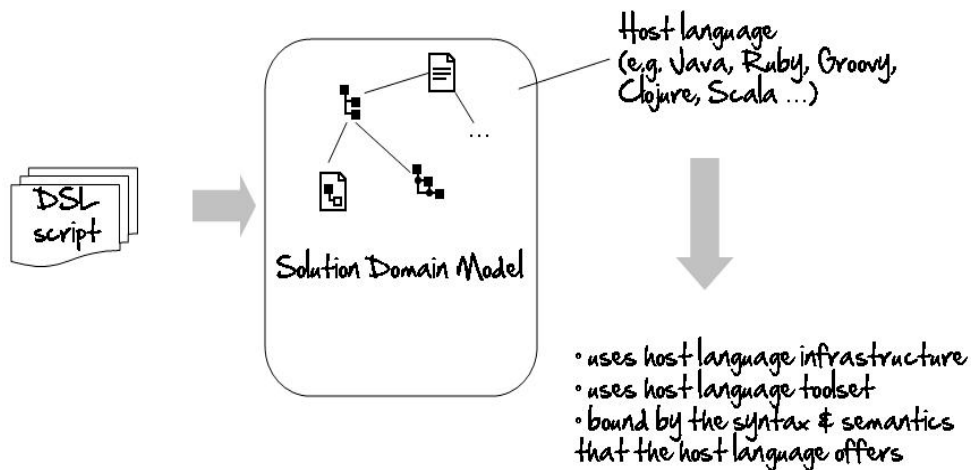 DSL
script
Solution Domain Model
Host language
(e.g. Java, Ruby, Groovy,
Clojure, Scala ...)
...
• uses host language infrastructure
• uses host language toolset
• bound by the syntax & semantics
that the host language offers